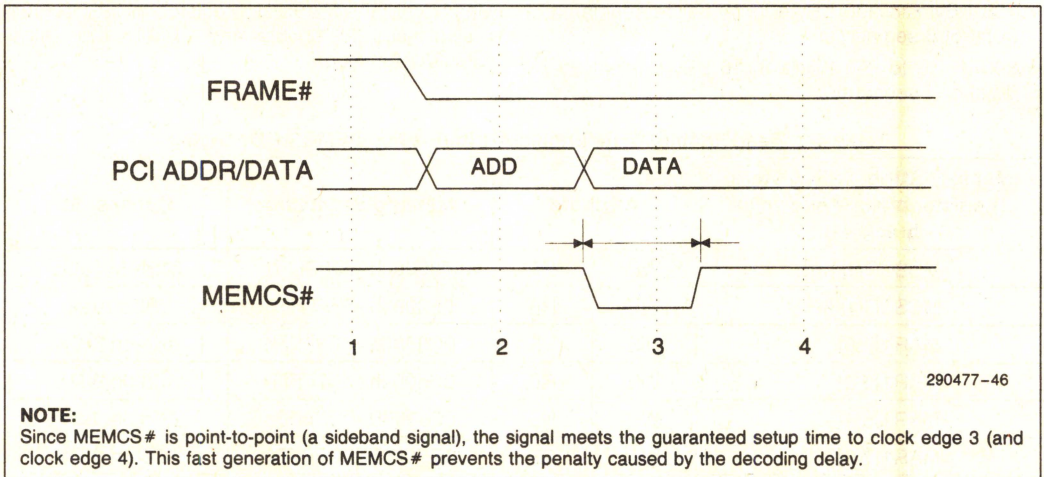 FRAME#
PCI ADDR/DATA
ADD
DATA
MEMCS#
1
2
3
4
290477–46
NOTE:
Since MEMCS# is point-to-point (a sideband signal), the signal meets the guaranteed setup time to clock edge 3 (and
clock edge 4). This fast generation of MEMCS# prevents the penalty caused by the decoding delay.